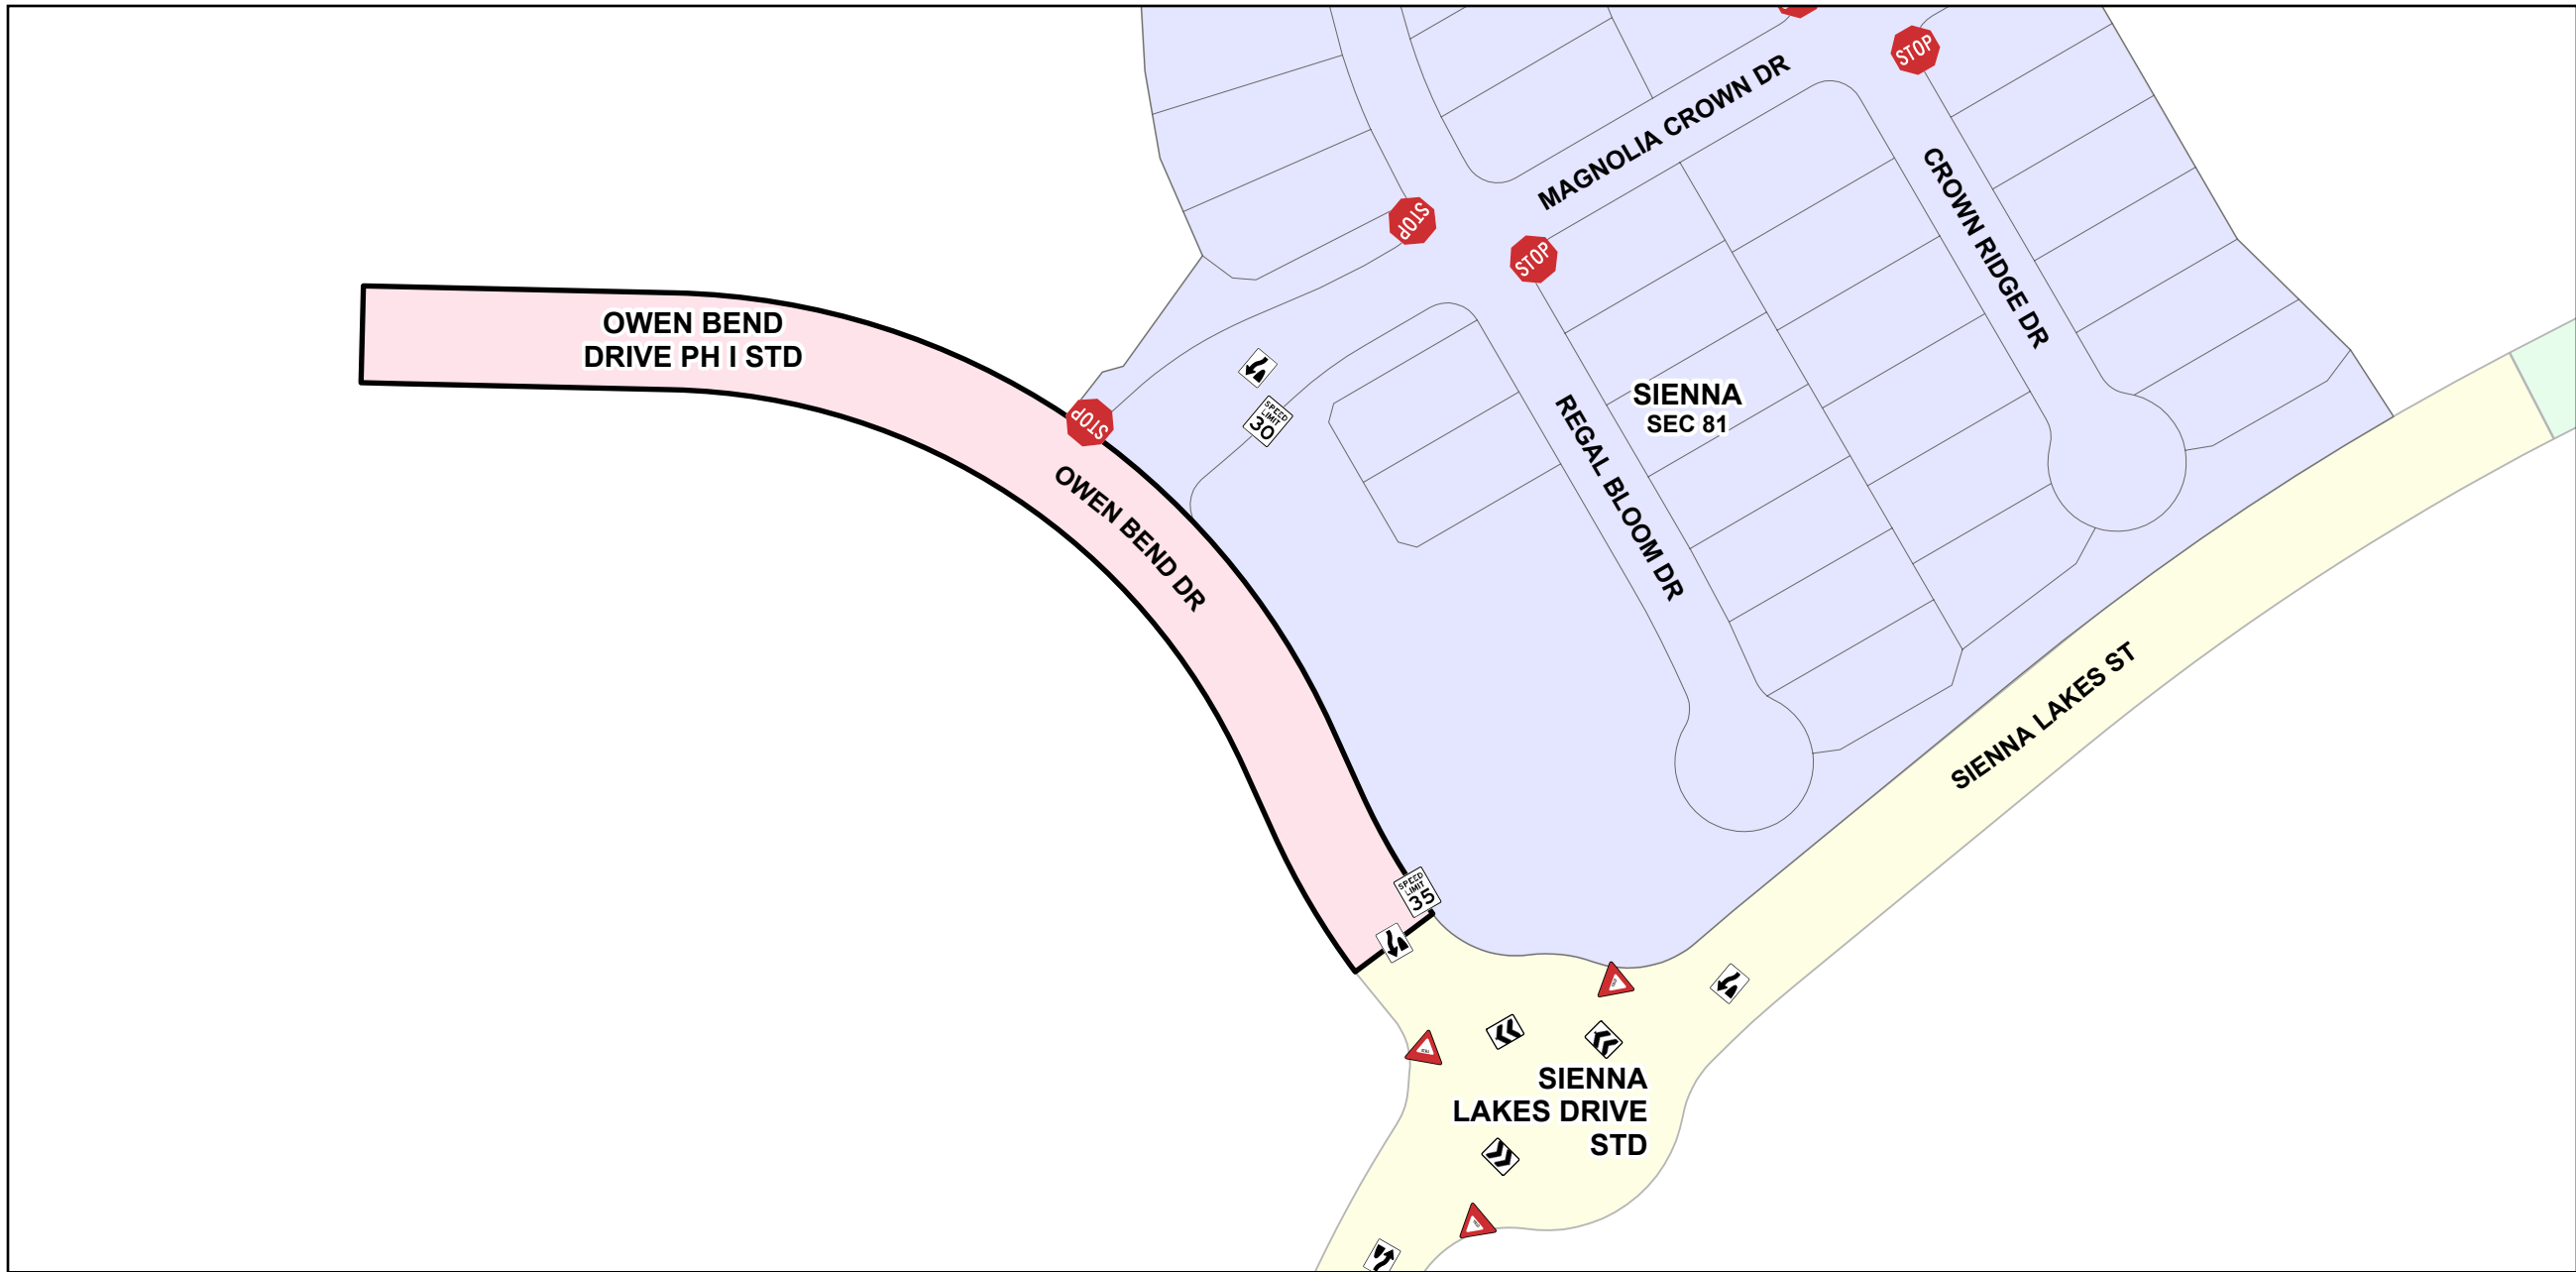 STOP
MAGNOLIA CROWN DR
CROWN RIDGE DR
STOP
STOP
OWEN BEND
DRIVE PH I STD
STOP
SPEED
LIMIT
30
SIENNA
SEC 81
REGAL BLOOM DR
OWEN BEND DR
SIENNA LAKES ST
SPEED
LIMIT
35
SIENNA
LAKES DRIVE
STD